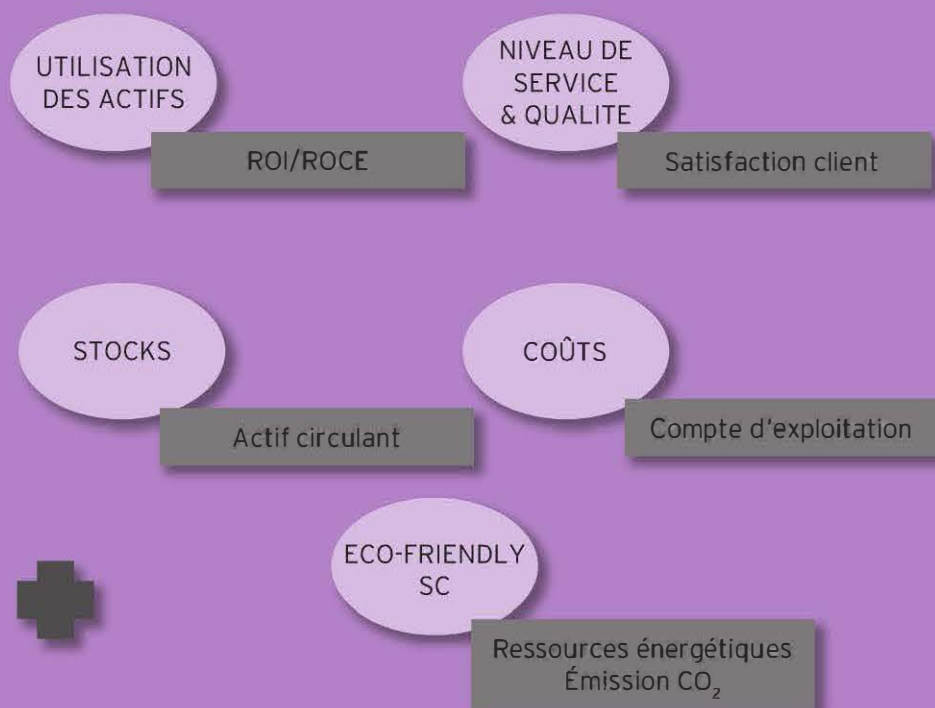 UTILISATION
DES ACTIFS
ROI/ROCE
NIVEAU DE
SERVICE
& QUALITE
Satisfaction client
STOCKS
Actif circulant
COÛTS
Compte d'exploitation
ECO-FRIENDLY
SC
Ressources énergétiques
Émission CO₂